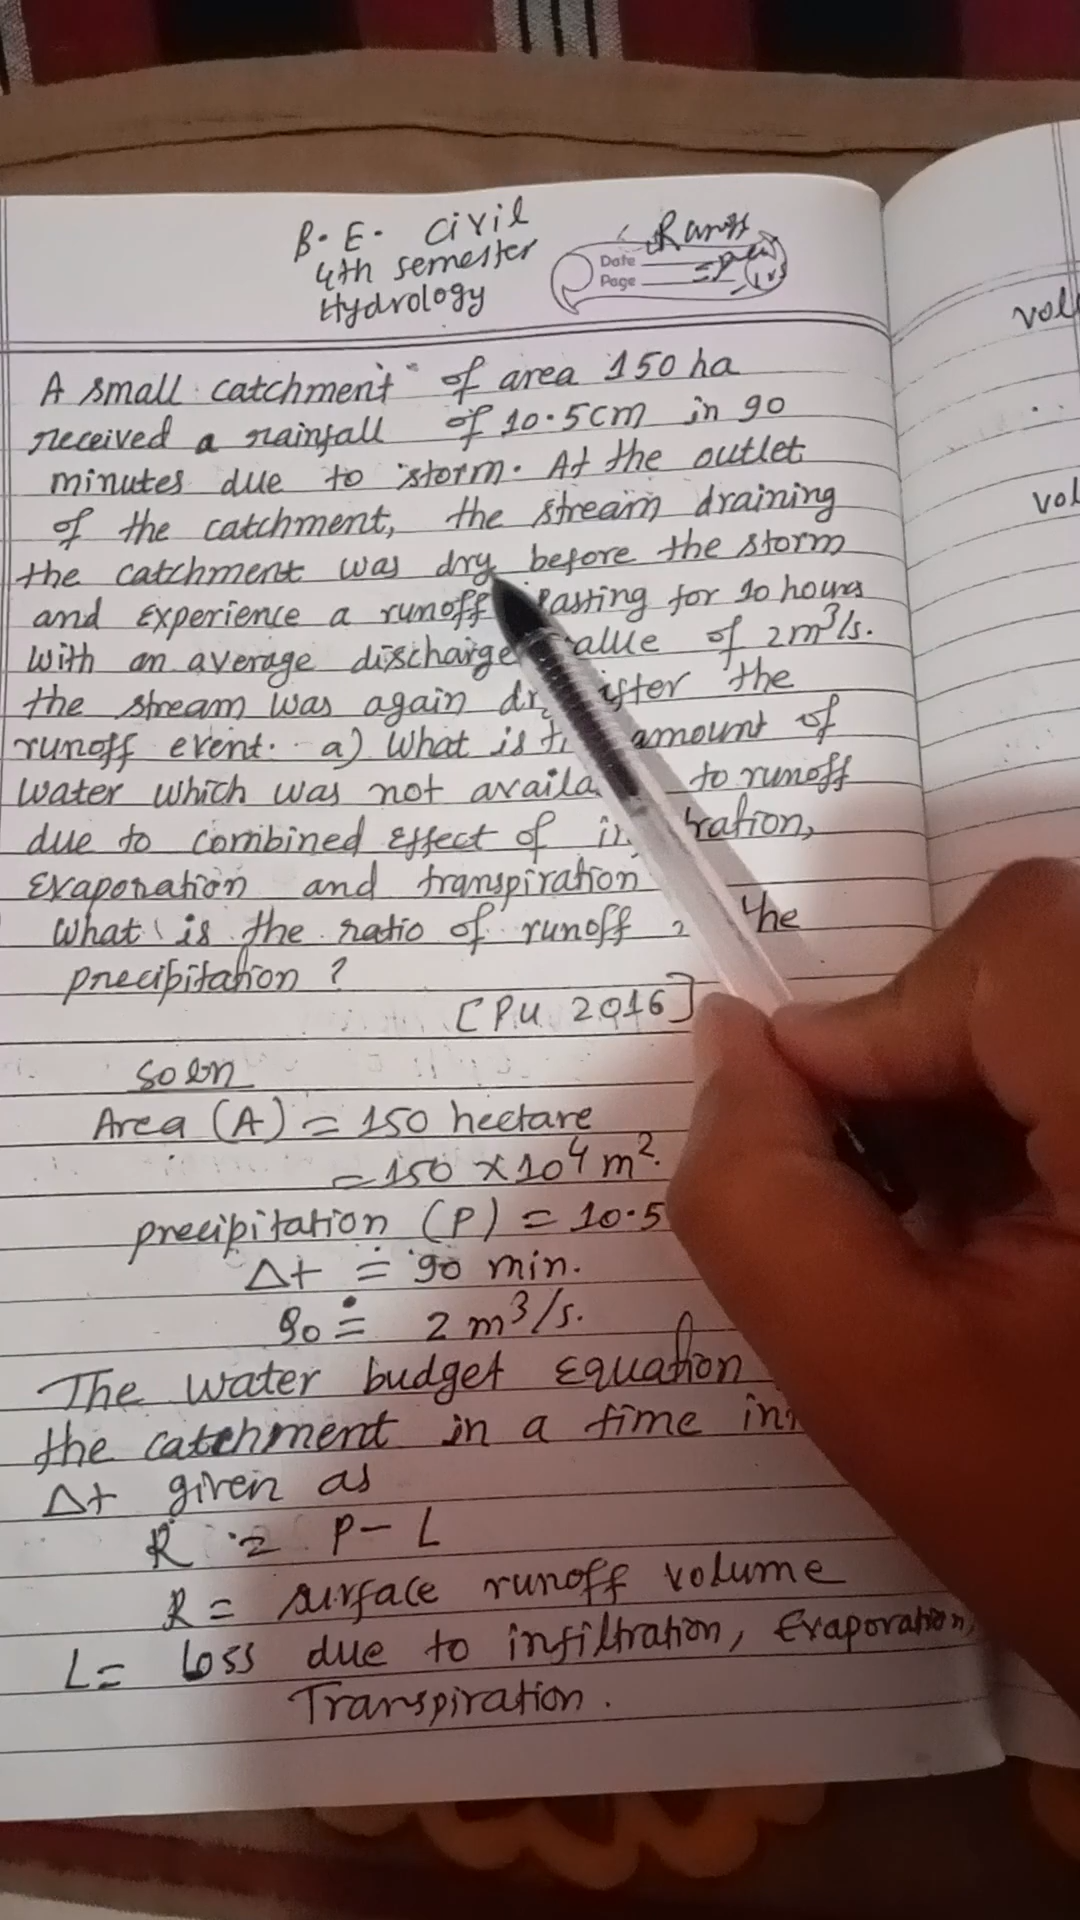 B.E. Civil
4th semester
Hydrology
Date
Page
A small catchment of area 150 ha
received a rainfall of 10.5cm in 90
minutes due to storm. At the outlet
of the catchment, the stream draining
the catchment was dry before the storm
and Experience a runoff lasting for 10 hours
with an average discharge value of 2m³/s.
the stream was again after the
runoff event. a) What is amount of
water which was not to runoff
due to combined Effect of
Evaporation and transpiration
What is the ratio of runoff the
precipitation ?
[PU 2016]
Soln
Area (A) = 150 hectare
= 150 × 10⁴ m².
precipitation (P) = 10.5
Δt = 90 min.
Qo = 2 m³/s.
The water budget Equation
the catchment in a time
Δt given as
R = P - L
R = surface runoff volume
L = Loss due to infiltration, Evaporation,
Transpiration.